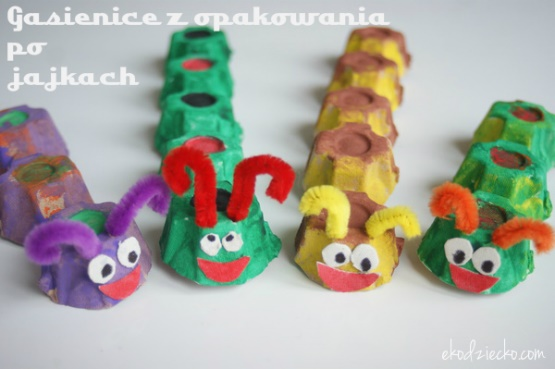 Gasienice z opakowania
po
jajkach
ekodziecko.com